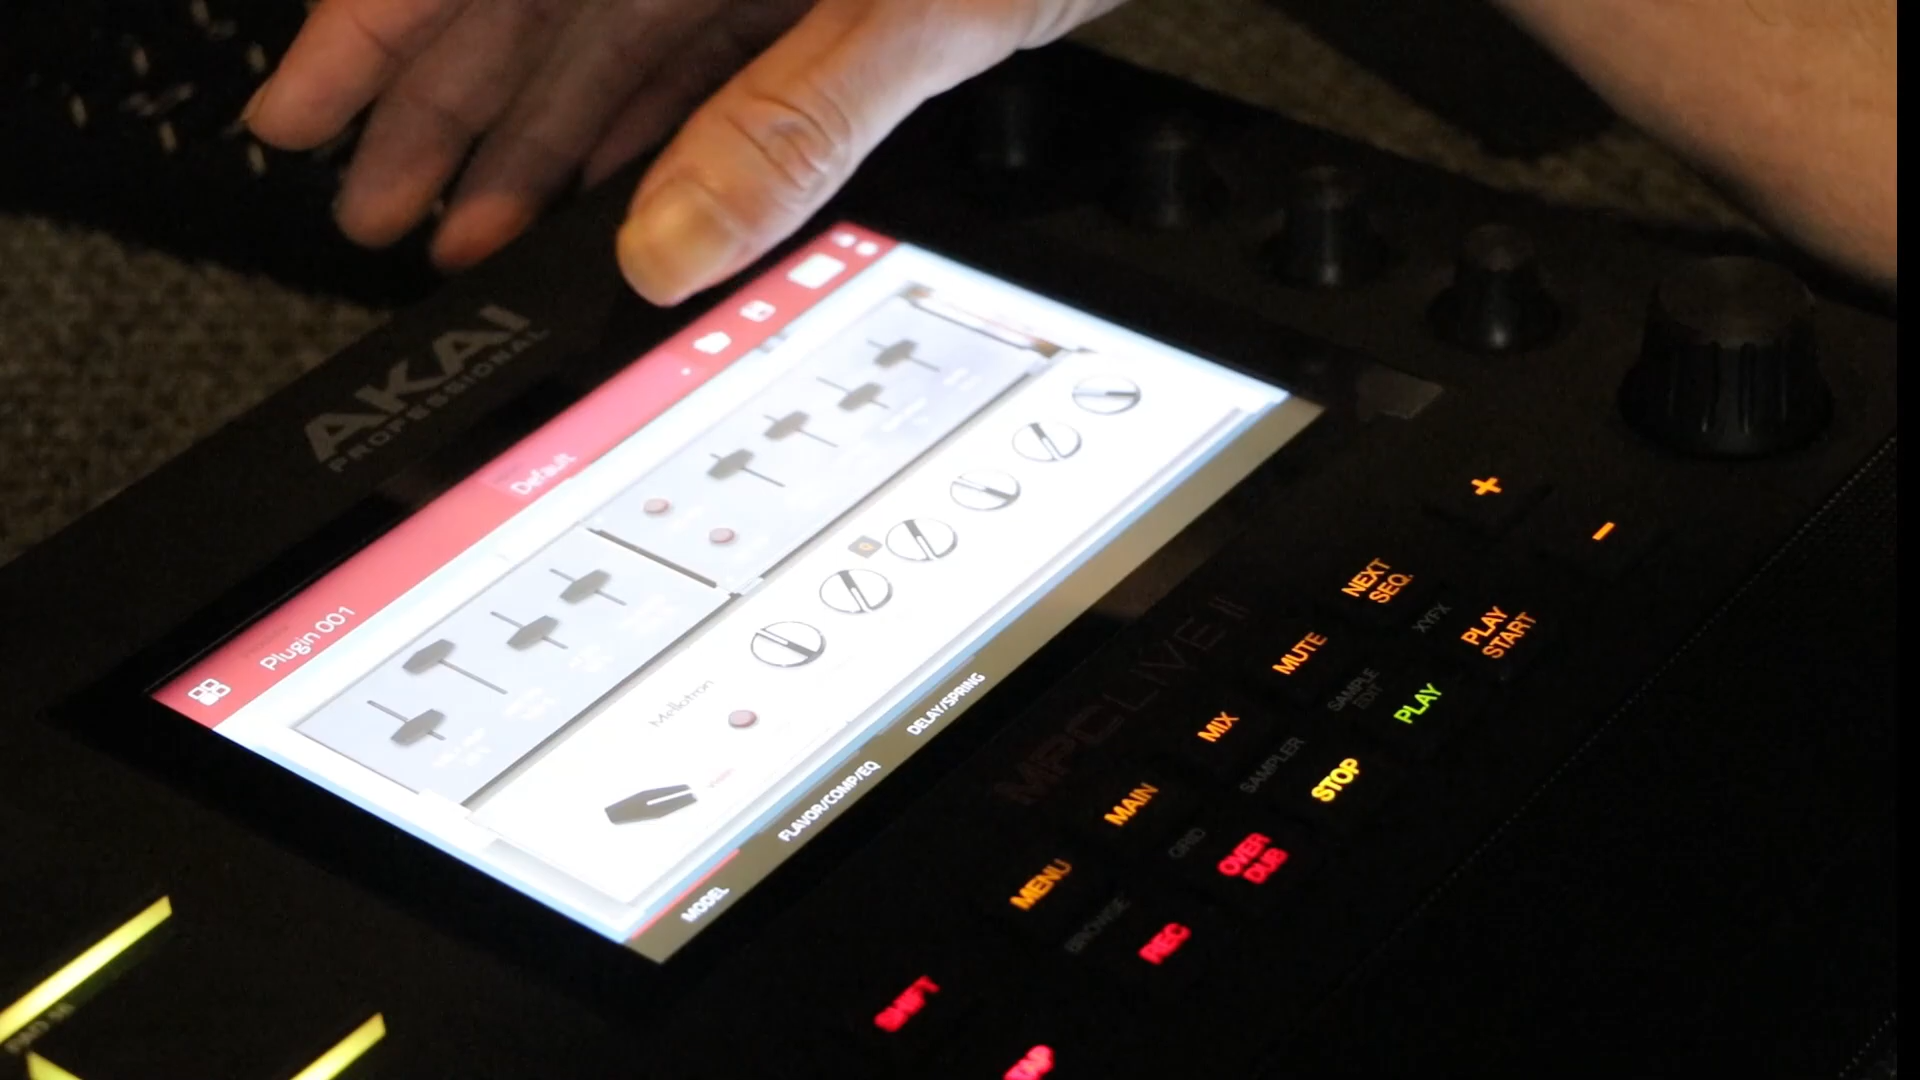 AKAI
PROFESSIONAL
Plugin 001
Default
Mellotron
MODEL
FLAVOR/COMP/EQ
DELAY/SPRING
MPC LIVE II
+
-
NEXT
SEQ.
XYFX
PLAY
START
MUTE
SAMPLE
EDIT
PLAY
MIX
SAMPLER
STOP
MAIN
GRID
OVER
DUB
MENU
BROWSE
REC
SHIFT
TAP